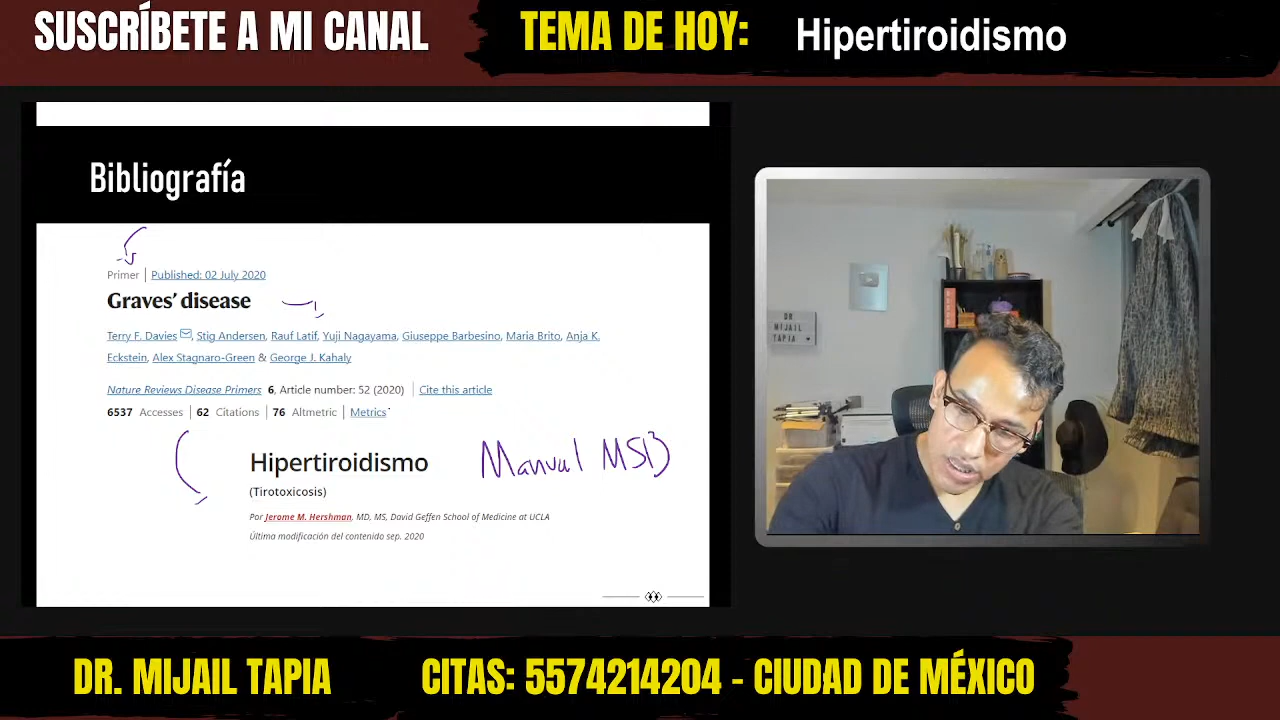 SUSCRÍBETE A MI CANAL
TEMA DE HOY: Hipertiroidismo
Bibliografía
Primer | Published: 02 July 2020
Graves' disease
Terry F. Davies, Stig Andersen, Rauf Latif, Yuji Nagayama, Giuseppe Barbesino, Maria Brito, Anja K.
Eckstein, Alex Stagnaro-Green & George J. Kahaly
Nature Reviews Disease Primers 6, Article number: 52 (2020) | Cite this article
6537 Accesses | 62 Citations | 76 Altmetric | Metrics
Hipertiroidismo
Manual MSD
(Tirotoxicosis)
Por Jerome M. Hershman, MD, MS, David Geffen School of Medicine at UCLA
Última modificación del contenido sep. 2020
DR
MIJAIL
TAPIA
DR. MIJAIL TAPIA
CITAS: 5574214204 - CIUDAD DE MÉXICO